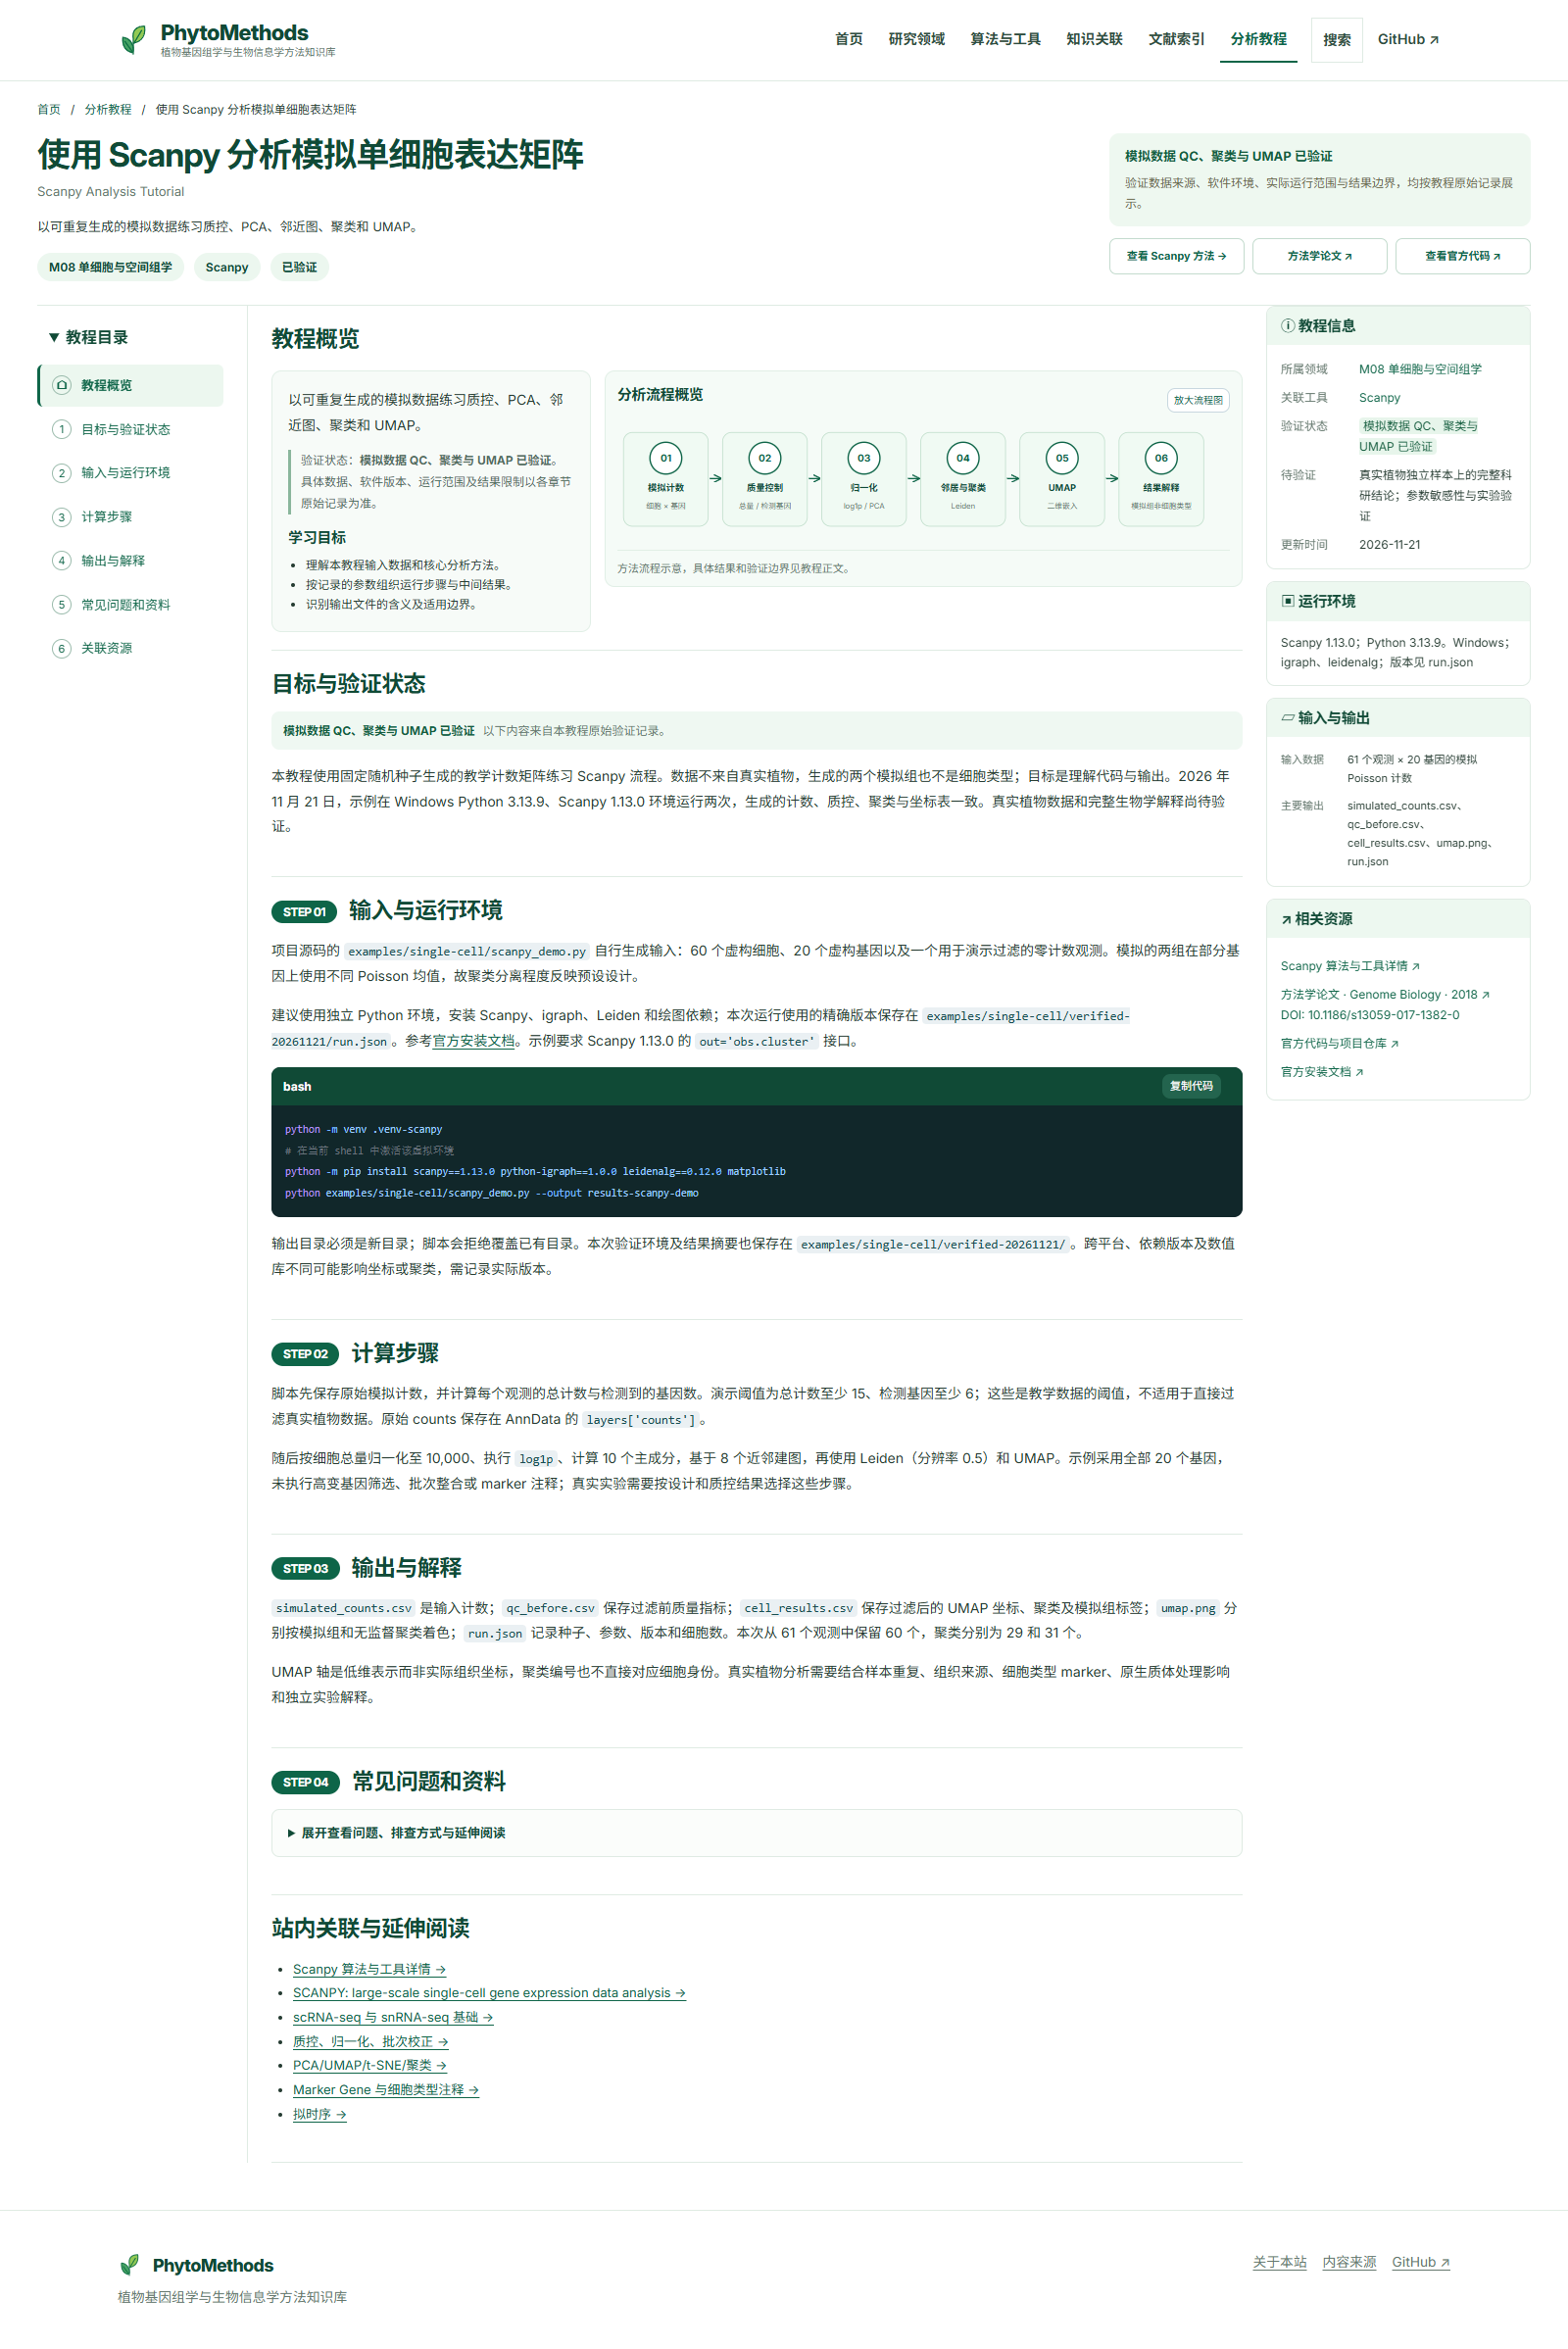 PhytoMethods
植物基因组学与生物信息学方法知识库
首页 研究领域 算法与工具 知识关联 文献索引 分析教程 搜索 GitHub ↗
首页 / 分析教程 / 使用 Scanpy 分析模拟单细胞表达矩阵
使用 Scanpy 分析模拟单细胞表达矩阵
Scanpy Analysis Tutorial
以可重复生成的模拟数据练习质控、PCA、邻近图、聚类和 UMAP。
M08 单细胞与空间组学 Scanpy 已验证
模拟数据 QC、聚类与 UMAP 已验证
验证数据来源、软件环境、实际运行范围与结果边界，均按教程原始记录展
示。
查看 Scanpy 方法 → 方法学论文 ↗ 查看官方代码 ↗
▼ 教程目录
教程概览
1 目标与验证状态
2 输入与运行环境
3 计算步骤
4 输出与解释
5 常见问题和资料
6 关联资源
教程概览
以可重复生成的模拟数据练习质控、PCA、邻
近图、聚类和 UMAP。
验证状态：模拟数据 QC、聚类与 UMAP 已验证。
具体数据、软件版本、运行范围及结果限制以各章节
原始记录为准。
学习目标
• 理解本教程输入数据和核心分析方法。
• 按记录的参数组织运行步骤与中间结果。
• 识别输出文件的含义及适用边界。
分析流程概览
放大流程图
01 → 02 → 03 → 04 → 05 → 06
模拟计数 质量控制 归一化 邻居与聚类 UMAP 结果解释
细胞 × 基因 总量 / 检测基因 log1p / PCA Leiden 二维嵌入 模拟组非细胞类型
方法流程示意，具体结果和验证边界见教程正文。
目标与验证状态
模拟数据 QC、聚类与 UMAP 已验证 以下内容来自本教程原始验证记录。
本教程使用固定随机种子生成的教学计数矩阵练习 Scanpy 流程。数据不来自真实植物，生成的两个模拟组也不是细胞类型；目标是理解代码与输出。2026 年
11 月 21 日，示例在 Windows Python 3.13.9、Scanpy 1.13.0 环境运行两次，生成的计数、质控、聚类与坐标表一致。真实植物数据和完整生物学解释尚待验
证。
STEP 01 输入与运行环境
项目源码的 examples/single-cell/scanpy_demo.py 自行生成输入：60 个虚构细胞、20 个虚构基因以及一个用于演示过滤的零计数观测。模拟的两组在部分基
因上使用不同 Poisson 均值，故聚类分离程度反映预设设计。
建议使用独立 Python 环境，安装 Scanpy、igraph、Leiden 和绘图依赖；本次运行使用的精确版本保存在 examples/single-cell/verified-
20261121/run.json 。参考官方安装文档。示例要求 Scanpy 1.13.0 的 out='obs.cluster' 接口。
bash 复制代码
python -m venv .venv-scanpy
# 在当前 shell 中激活该虚拟环境
python -m pip install scanpy==1.13.0 python-igraph==1.0.0 leidenalg==0.12.0 matplotlib
python examples/single-cell/scanpy_demo.py --output results-scanpy-demo
输出目录必须是新目录；脚本会拒绝覆盖已有目录。本次验证环境及结果摘要也保存在 examples/single-cell/verified-20261121/ 。跨平台、依赖版本及数值
库不同可能影响坐标或聚类，需记录实际版本。
STEP 02 计算步骤
脚本先保存原始模拟计数，并计算每个观测的总计数与检测到的基因数。演示阈值为总计数至少 15、检测基因至少 6；这些是教学数据的阈值，不适用于直接过
滤真实植物数据。原始 counts 保存在 AnnData 的 layers['counts'] 。
随后按细胞总量归一化至 10,000、执行 log1p 、计算 10 个主成分，基于 8 个近邻建图，再使用 Leiden（分辨率 0.5）和 UMAP。示例采用全部 20 个基因，
未执行高变基因筛选、批次整合或 marker 注释；真实实验需要按设计和质控结果选择这些步骤。
STEP 03 输出与解释
simulated_counts.csv 是输入计数； qc_before.csv 保存过滤前质量指标； cell_results.csv 保存过滤后的 UMAP 坐标、聚类及模拟组标签； umap.png 分
别按模拟组和无监督聚类着色； run.json 记录种子、参数、版本和细胞数。本次从 61 个观测中保留 60 个，聚类分别为 29 和 31 个。
UMAP 轴是低维表示而非实际组织坐标，聚类编号也不直接对应细胞身份。真实植物分析需要结合样本重复、组织来源、细胞类型 marker、原生质体处理影响
和独立实验解释。
STEP 04 常见问题和资料
▶ 展开查看问题、排查方式与延伸阅读
站内关联与延伸阅读
• Scanpy 算法与工具详情 →
• SCANPY: large-scale single-cell gene expression data analysis →
• scRNA-seq 与 snRNA-seq 基础 →
• 质控、归一化、批次校正 →
• PCA/UMAP/t-SNE/聚类 →
• Marker Gene 与细胞类型注释 →
• 拟时序 →
ⓘ 教程信息
所属领域 M08 单细胞与空间组学
关联工具 Scanpy
验证状态 模拟数据 QC、聚类与
UMAP 已验证
待验证 真实植物独立样本上的完整科
研结论；参数敏感性与实验验
证
更新时间 2026-11-21
▣ 运行环境
Scanpy 1.13.0；Python 3.13.9。Windows；
igraph、leidenalg；版本见 run.json
▱ 输入与输出
输入数据 61 个观测 × 20 基因的模拟
Poisson 计数
主要输出 simulated_counts.csv、
qc_before.csv、
cell_results.csv、umap.png、
run.json
↗ 相关资源
Scanpy 算法与工具详情 ↗
方法学论文 · Genome Biology · 2018 ↗
DOI: 10.1186/s13059-017-1382-0
官方代码与项目仓库 ↗
官方安装文档 ↗
PhytoMethods
植物基因组学与生物信息学方法知识库
关于本站 内容来源 GitHub ↗